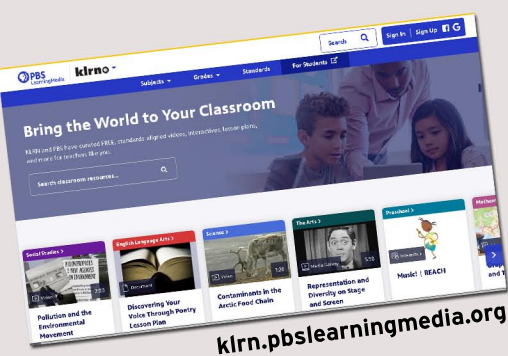 Search
Sign In | Sign Up
PBS LearningMedia
klrn
Subjects
Grades
Standards
For Students
Bring the World to Your Classroom
KLRN and PBS have curated FREE, standards-aligned videos, interactives, lesson plans,
and more for teachers like you.
Search classroom resources...
Social Studies >
Video
Pollution and the
Environmental
Movement
English Language Arts >
Document
Discovering Your
Voice Through Poetry
Lesson Plan
Science >
Video
Contaminants in the
Arctic Food Chain
The Arts >
Media Gallery
Representation and
Diversity on Stage
and Screen
Preschool >
Music! | REACH
klrn.pbslearningmedia.org